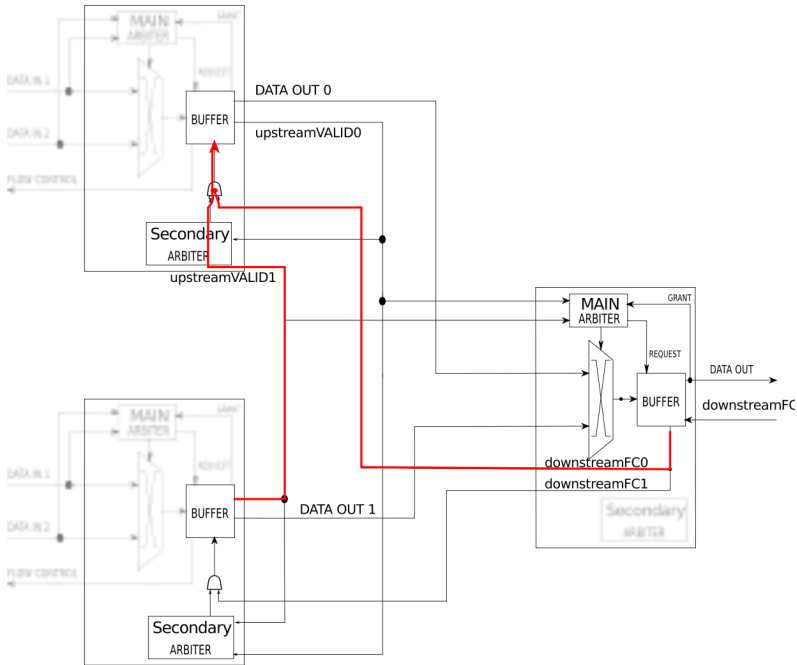 MAIN
ARBITER
GRANT
REQUEST
DATA IN 1
DATA IN 2
FLOW CONTROL
BUFFER
DATA OUT 0
upstreamVALID0
Secondary
ARBITER
upstreamVALID1
MAIN
ARBITER
GRANT
REQUEST
BUFFER
DATA OUT
downstreamFC
downstreamFC0
downstreamFC1
Secondary
ARBITER
MAIN
ARBITER
GRANT
REQUEST
DATA IN 1
DATA IN 2
FLOW CONTROL
BUFFER
DATA OUT 1
Secondary
ARBITER